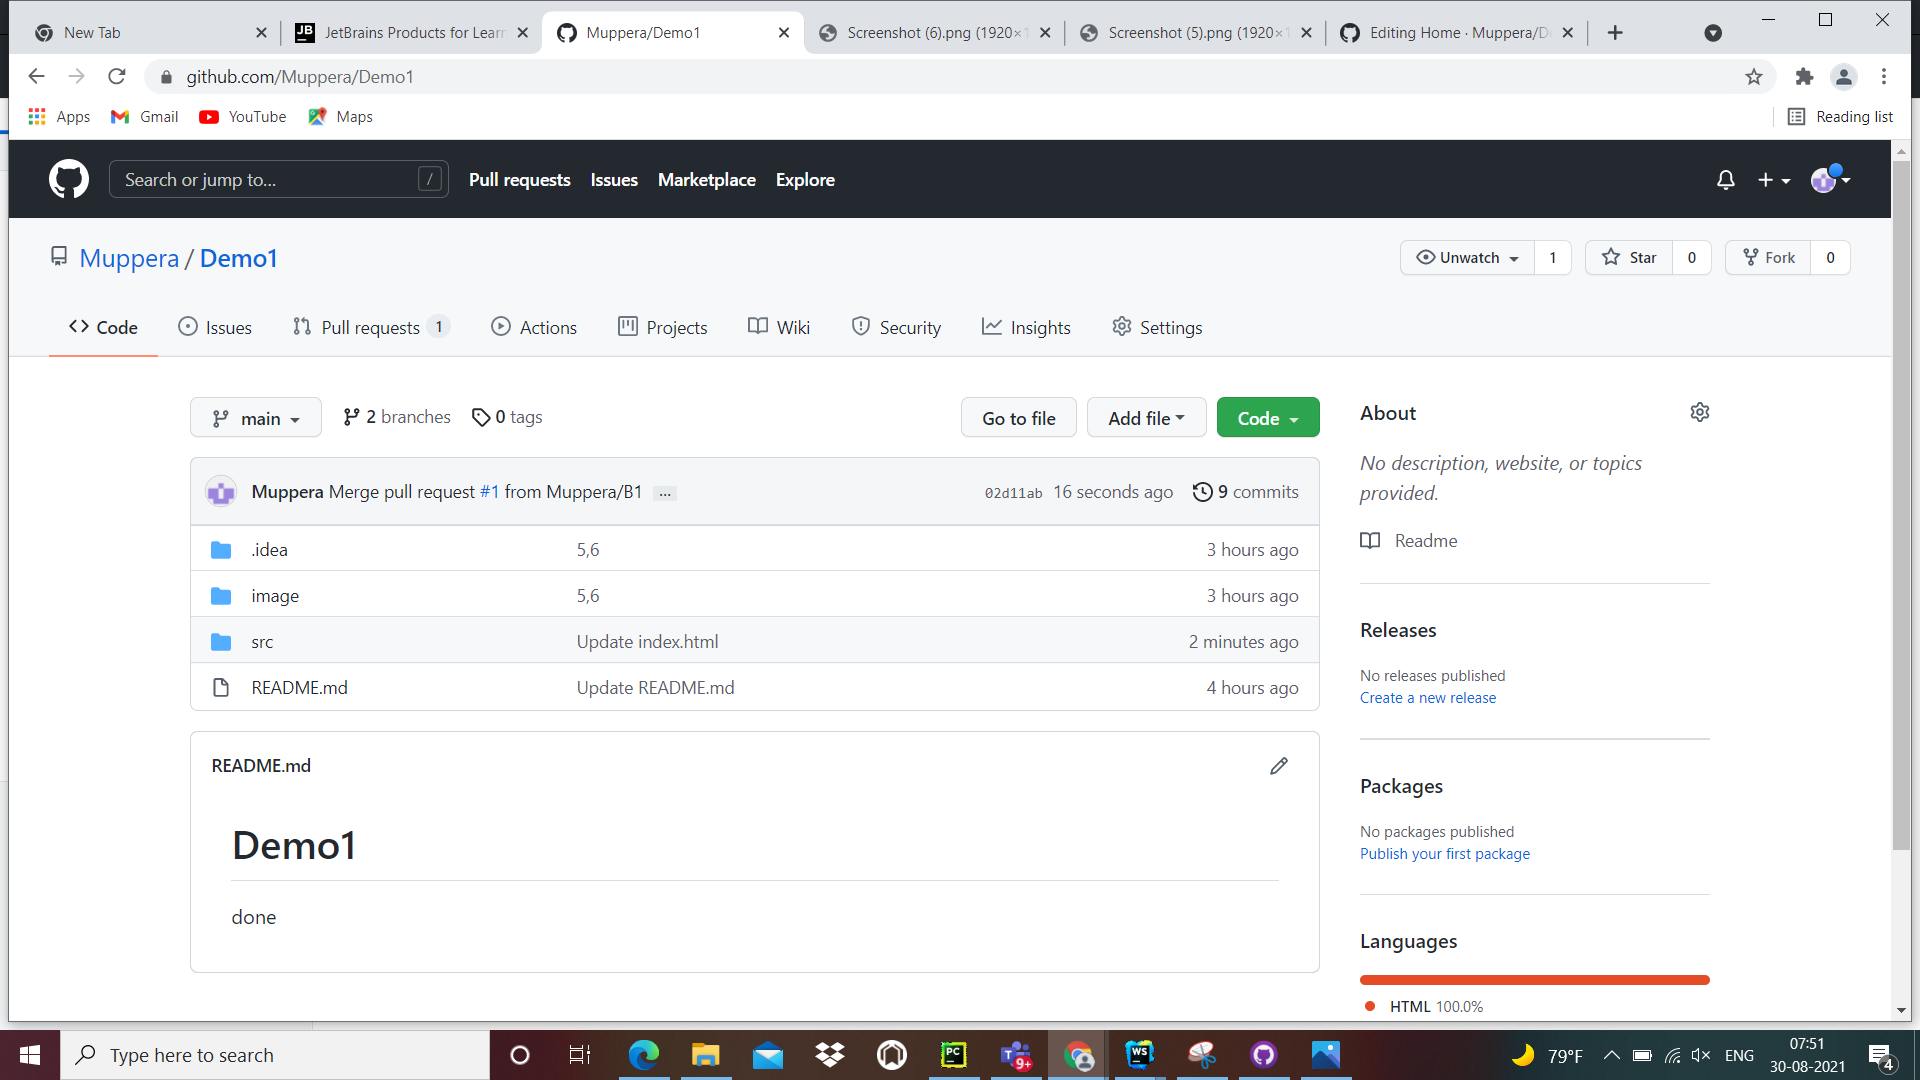 New Tab
JetBrains Products for Lear
Muppera/Demo1
Screenshot (6).png (1920×1
Screenshot (5).png (1920×1
Editing Home · Muppera/D
github.com/Muppera/Demo1
Apps
Gmail
YouTube
Maps
Reading list
Search or jump to...
/
Pull requests
Issues
Marketplace
Explore
Muppera / Demo1
Unwatch
1
Star
0
Fork
0
Code
Issues
Pull requests 1
Actions
Projects
Wiki
Security
Insights
Settings
main
2 branches
0 tags
Go to file
Add file
Code
Muppera Merge pull request #1 from Muppera/B1 ...
02d11ab 16 seconds ago
9 commits
.idea 5,6 3 hours ago
image 5,6 3 hours ago
src Update index.html 2 minutes ago
README.md Update README.md 4 hours ago
README.md
Demo1
done
About
No description, website, or topics
provided.
Readme
Releases
No releases published
Create a new release
Packages
No packages published
Publish your first package
Languages
HTML 100.0%
Type here to search
PC
9+
WS
79°F
ENG
07:51
30-08-2021
4